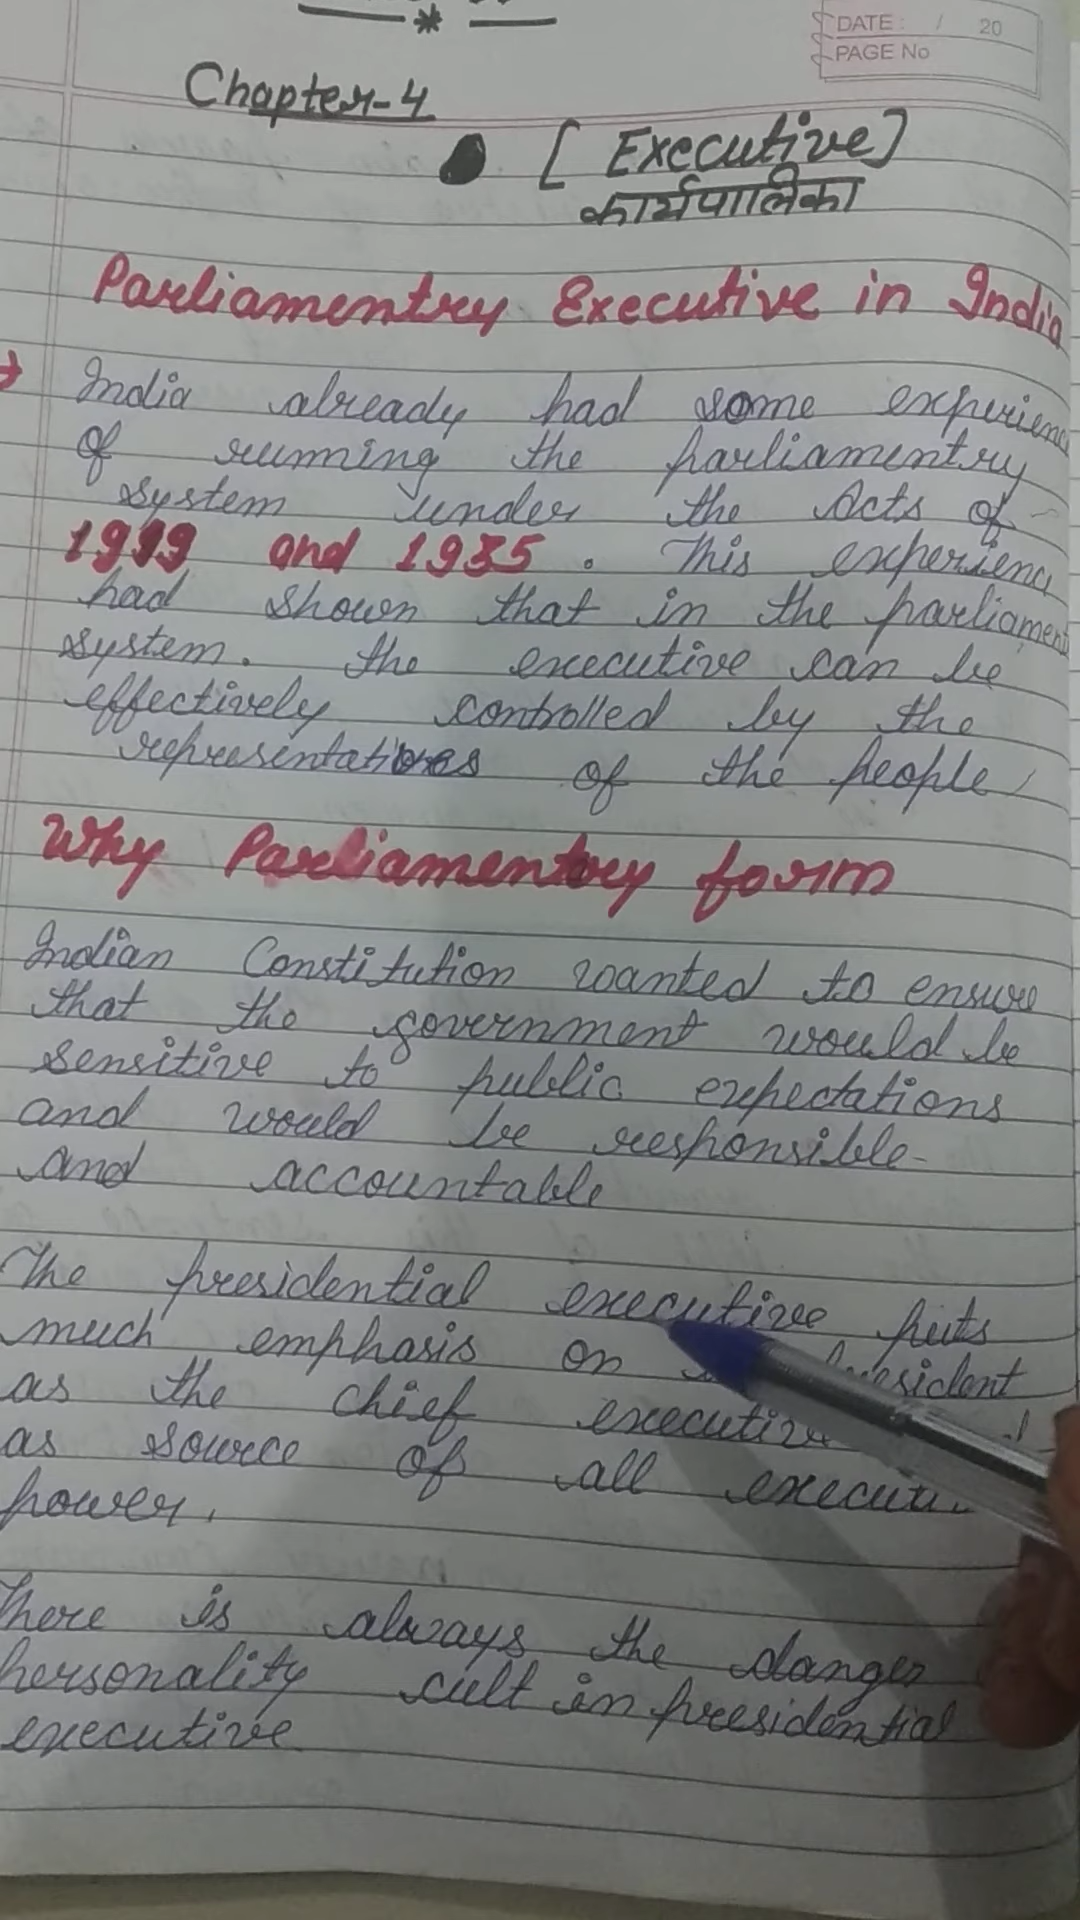 DATE : / 20
PAGE No
Chapter-4
[Executive]
कार्यपालिका
Parliamentry Executive in India
→ India already had some experienc
of running the parliamentry
system under the Acts of
1919 and 1935. This experienc
had shown that in the parliament
system. the executive can be
effectively controlled by the
representatives of the people
Why Parliamentory form
Indian Constitution wanted to ensure
that the government would be
sensitive to public expectations
and would be responsible
and accountable
The presidential executive puts
much emphasis on President
as the chief executive
as source of all executi
power.
There is always the danger
personality cult in presidential
executive